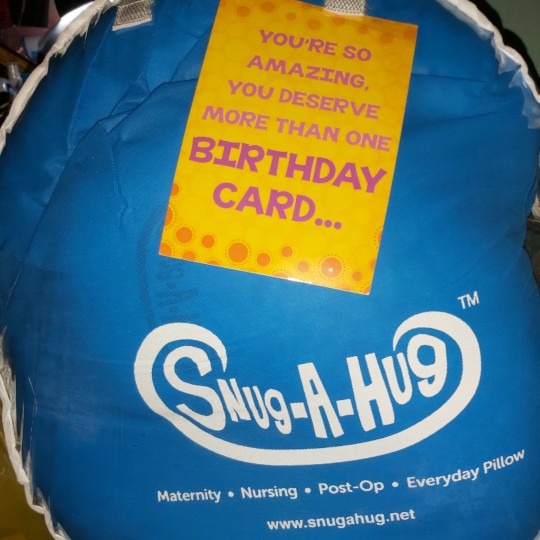 YOU'RE SO
AMAZING,
YOU DESERVE
MORE THAN ONE
BIRTHDAY
CARD...
SNUG-A-HUG TM
Maternity • Nursing • Post-Op • Everyday Pillow
www.snugahug.net